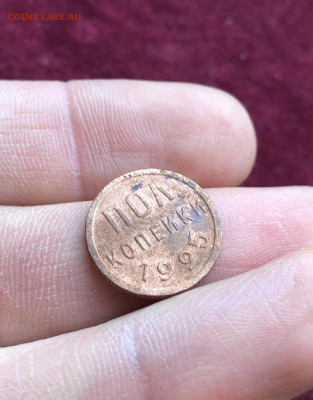 COINS.LAVE.RU
ПОЛ
КОПЕЙКИ
1925